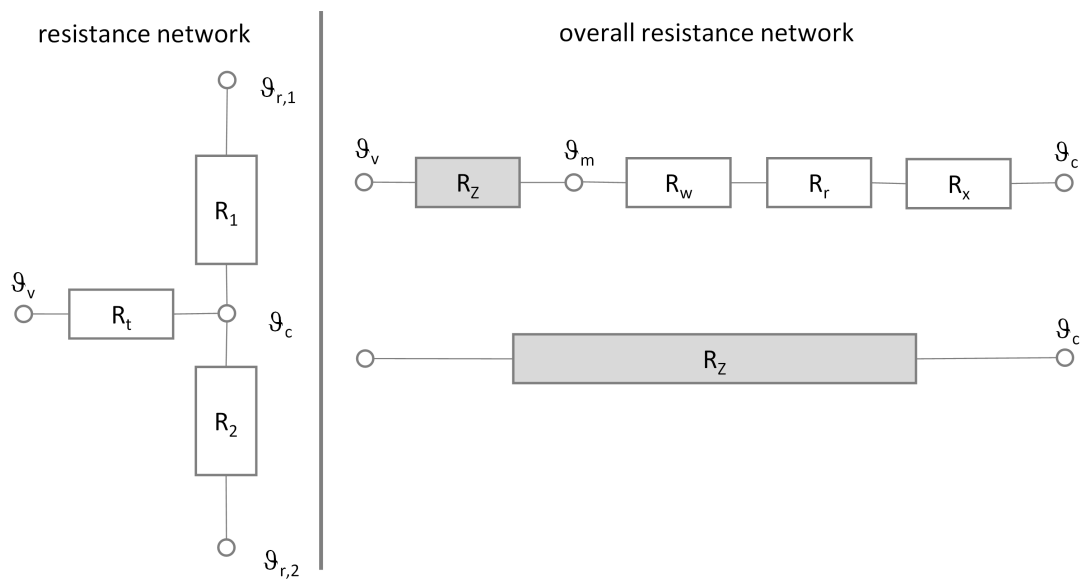 resistance network
ϑr,1
R1
ϑv
Rt
ϑc
R2
ϑr,2
overall resistance network
ϑv
ϑm
ϑc
RZ
Rw
Rr
Rx
ϑc
RZ